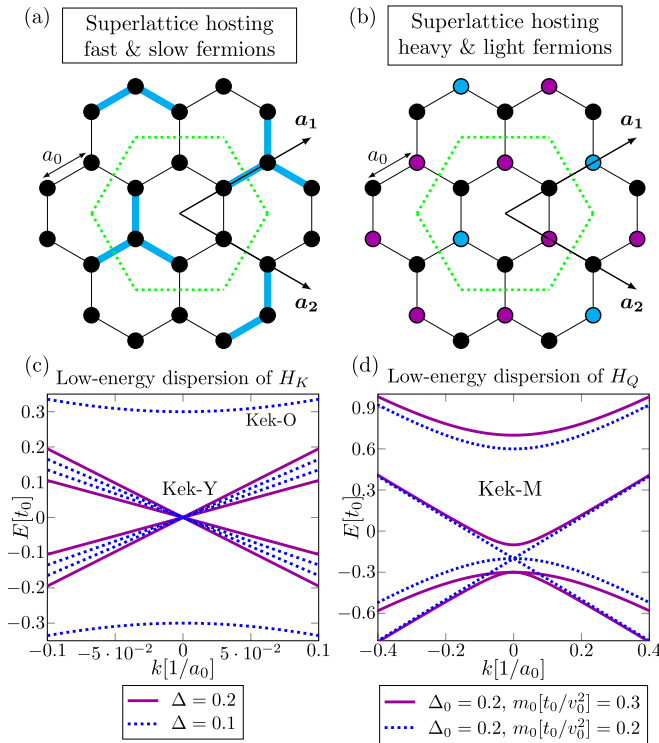 (a)
Superlattice hosting
fast & slow fermions
a₀
a₁
a₂
(b)
Superlattice hosting
heavy & light fermions
a₀
a₁
a₂
(c)
Low-energy dispersion of H_K
E[t₀]
0.3
0.2
0.1
0
−0.1
−0.2
−0.3
Kek-O
Kek-Y
−0.1
−5 · 10⁻²
0
5 · 10⁻²
0.1
k[1/a₀]
Δ = 0.2
Δ = 0.1
(d)
Low-energy dispersion of H_Q
E[t₀]
0.9
0.6
0.3
0
−0.3
−0.6
Kek-M
−0.4
−0.2
0
0.2
0.4
k[1/a₀]
Δ₀ = 0.2, m₀[t₀/v₀²] = 0.3
Δ₀ = 0.2, m₀[t₀/v₀²] = 0.2